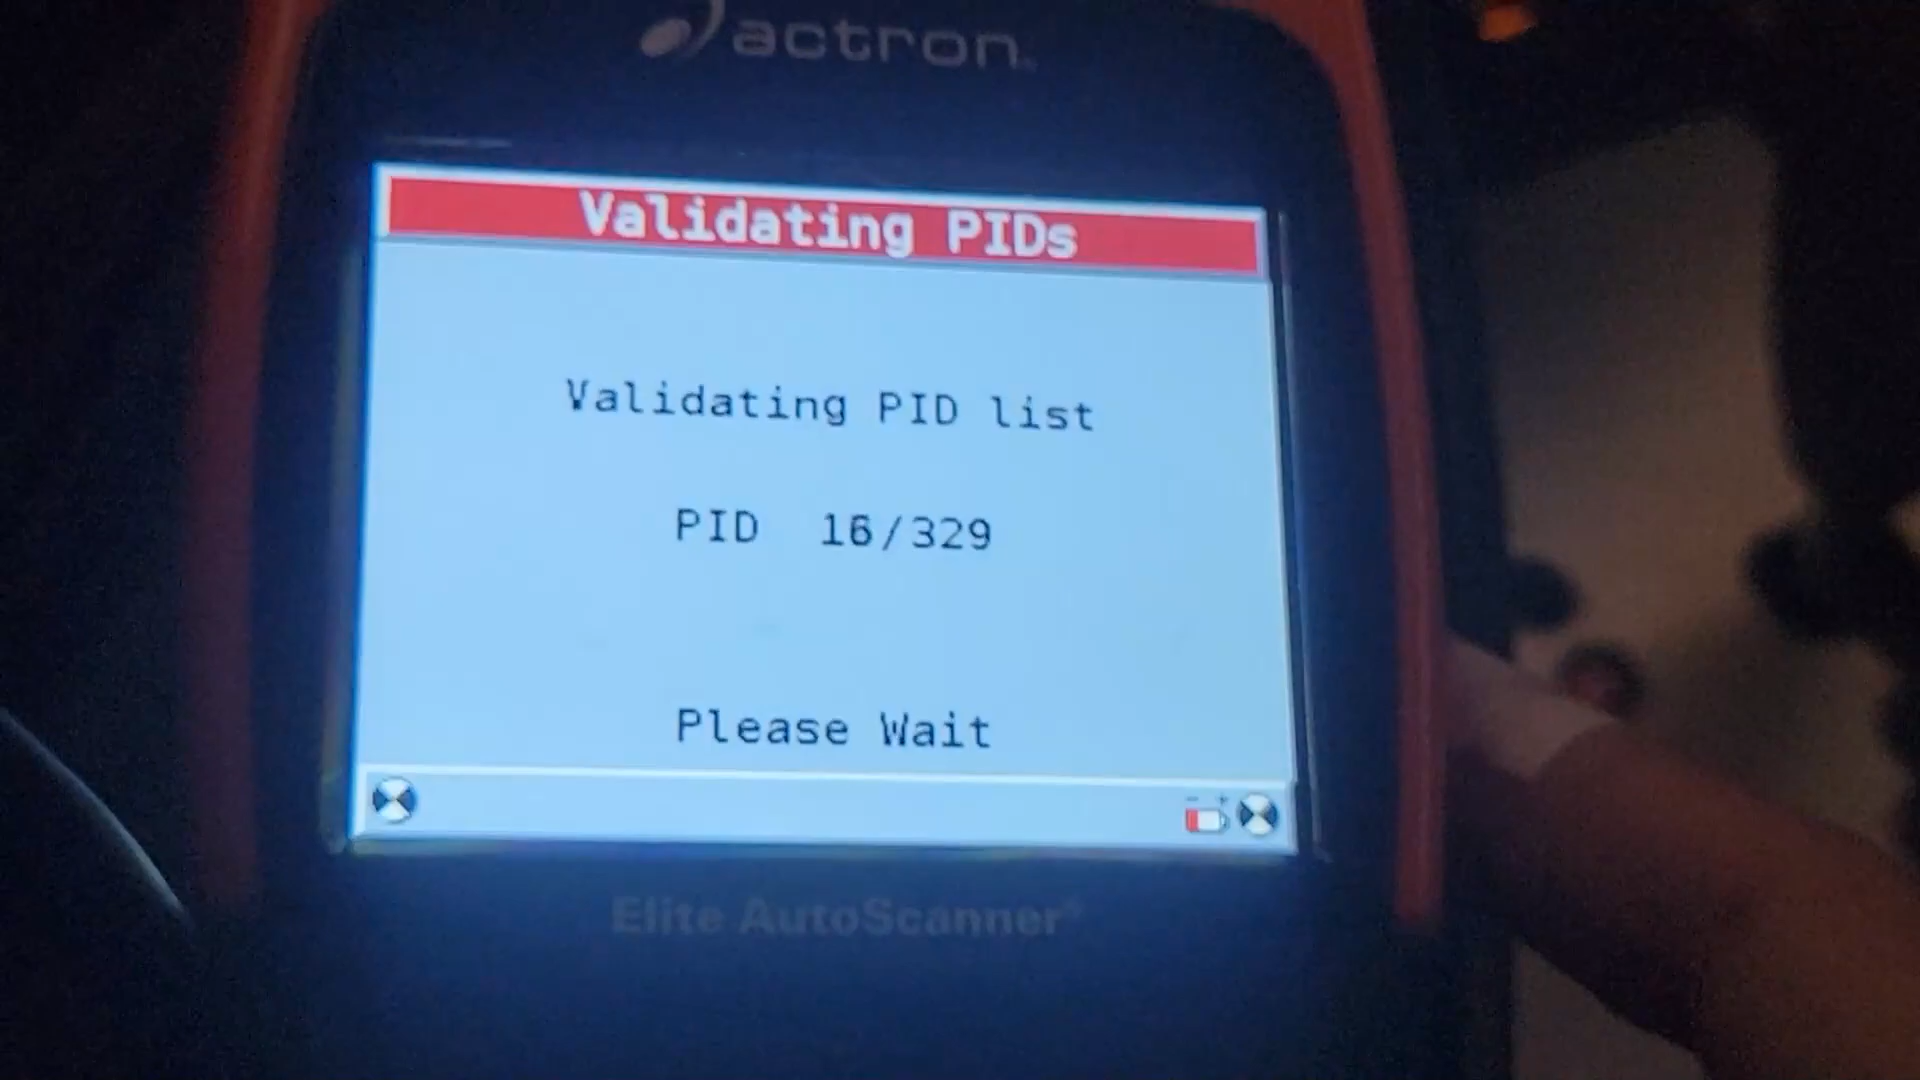 actron
Validating PIDs
Validating PID list
PID 16/329
Please Wait
Elite AutoScanner®